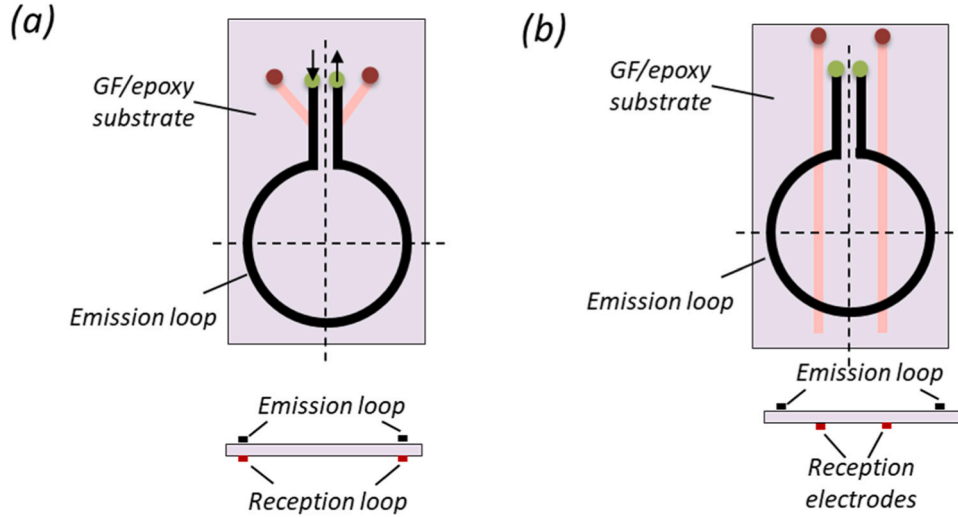 (a)
GF/epoxy
substrate
Emission loop
Emission loop
Reception loop
(b)
GF/epoxy
substrate
Emission loop
Emission loop
Reception
electrodes